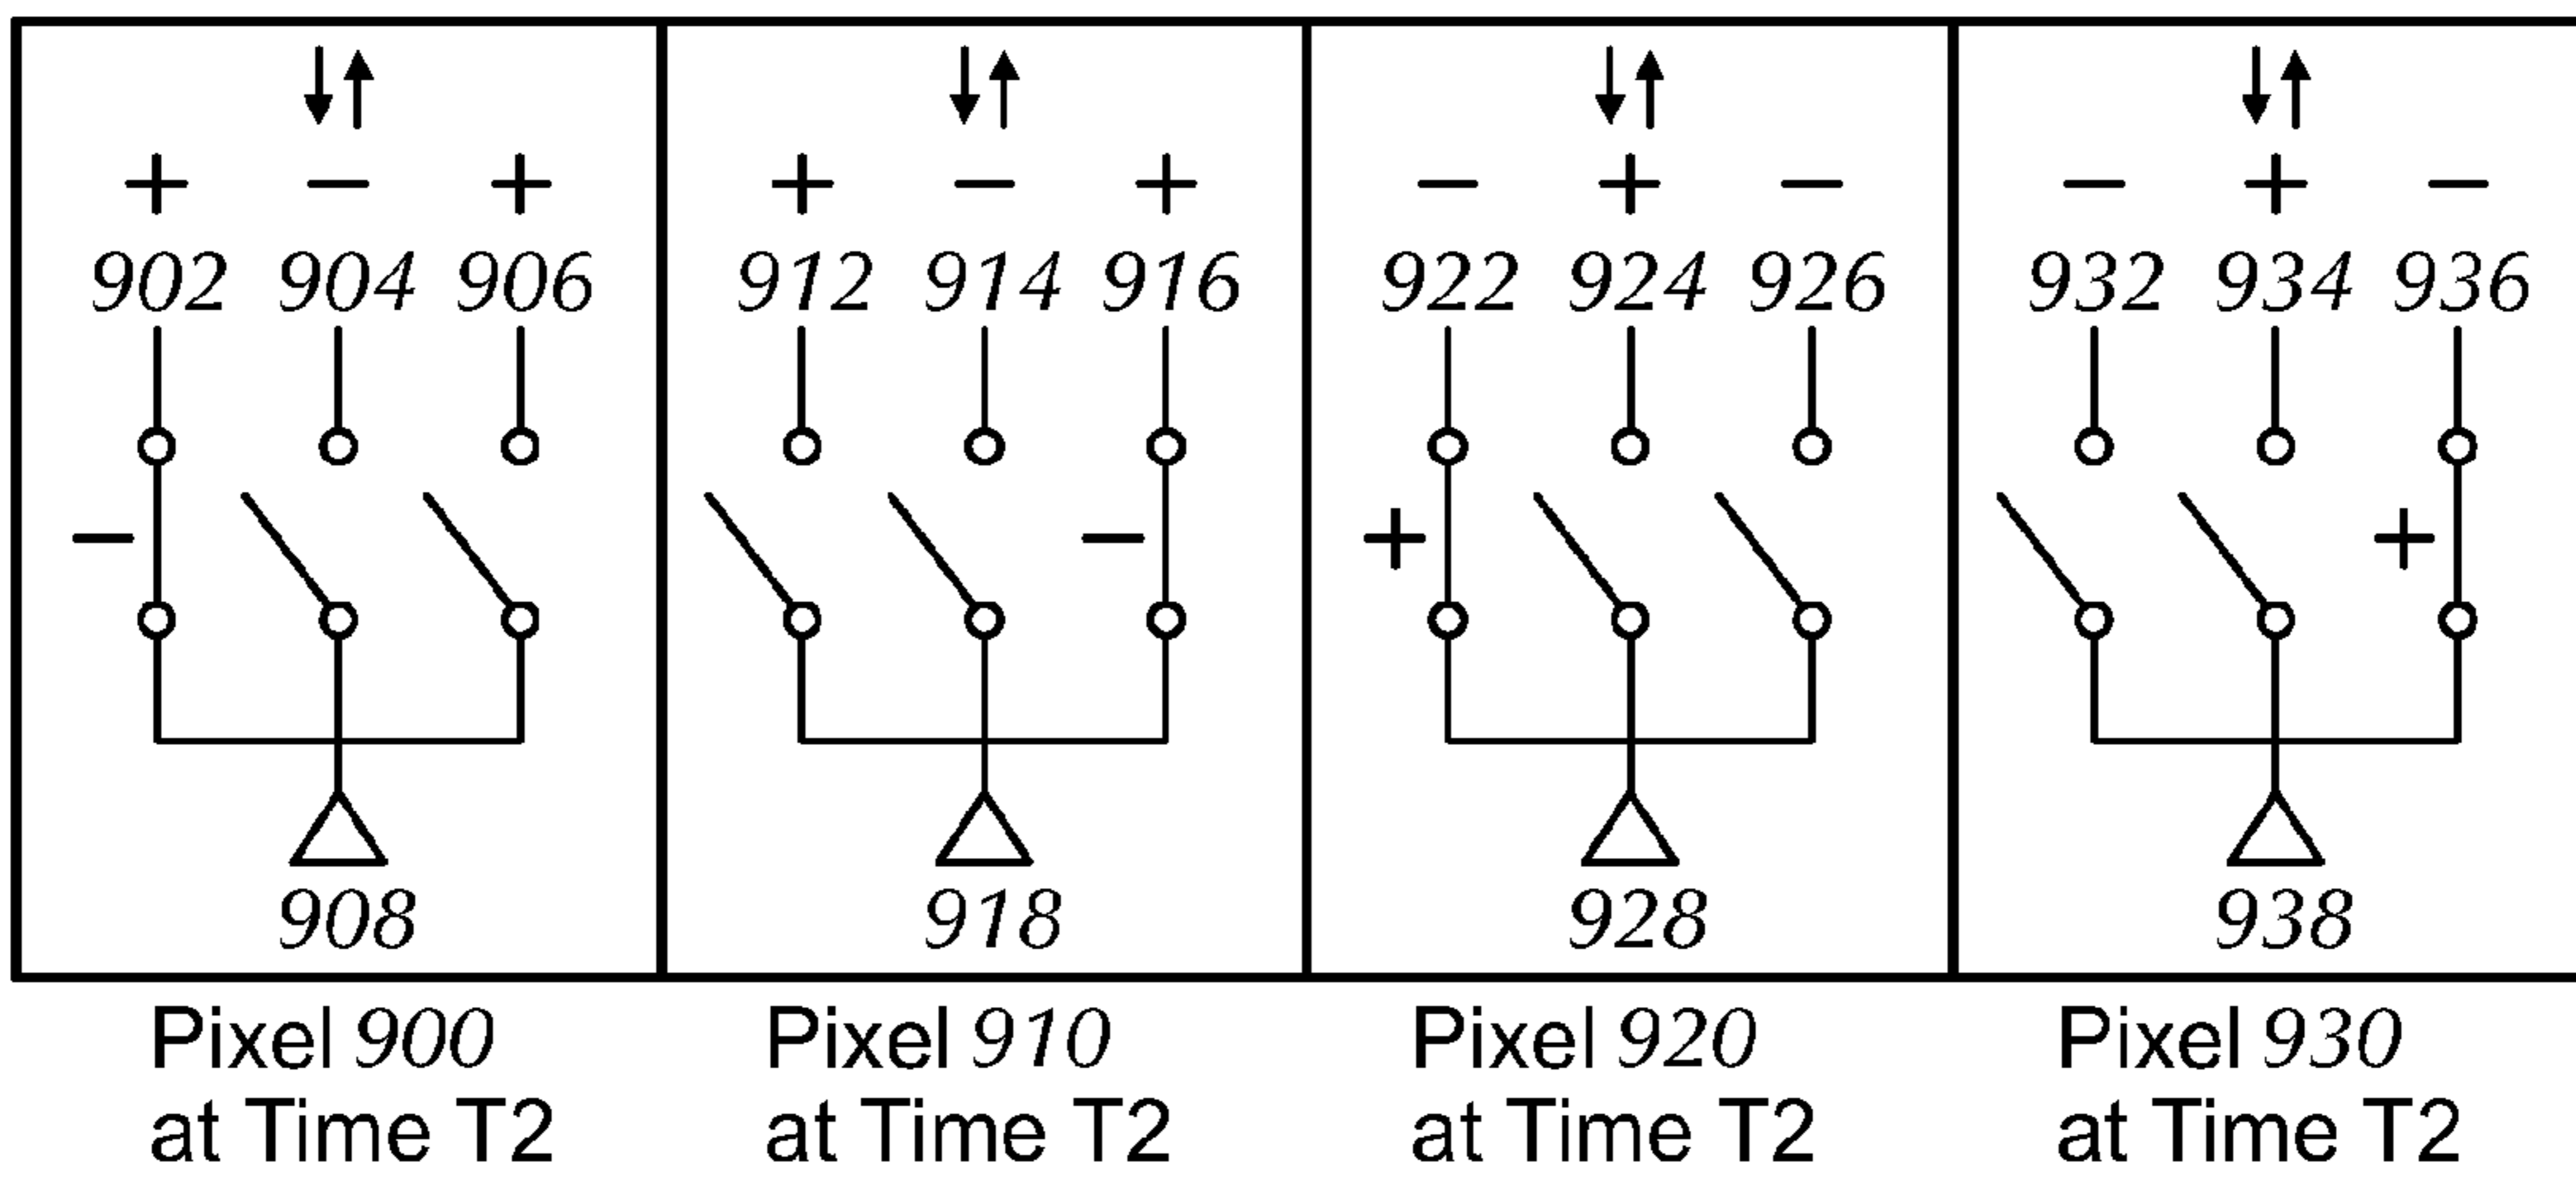 + − + + − + − + − − + −
902 904 906 912 914 916 922 924 926 932 934 936
− − + +
908 918 928 938
Pixel 900 Pixel 910 Pixel 920 Pixel 930
at Time T2 at Time T2 at Time T2 at Time T2